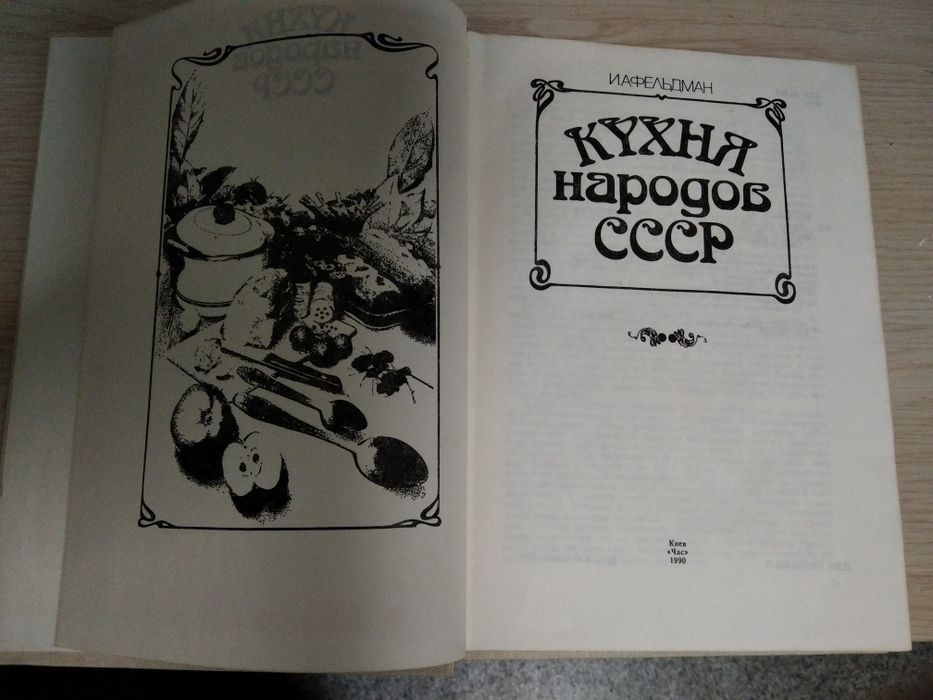 И А ФЕЛЬДМАН
КУХНЯ
народов
СССР
Киев
«Час»
1990